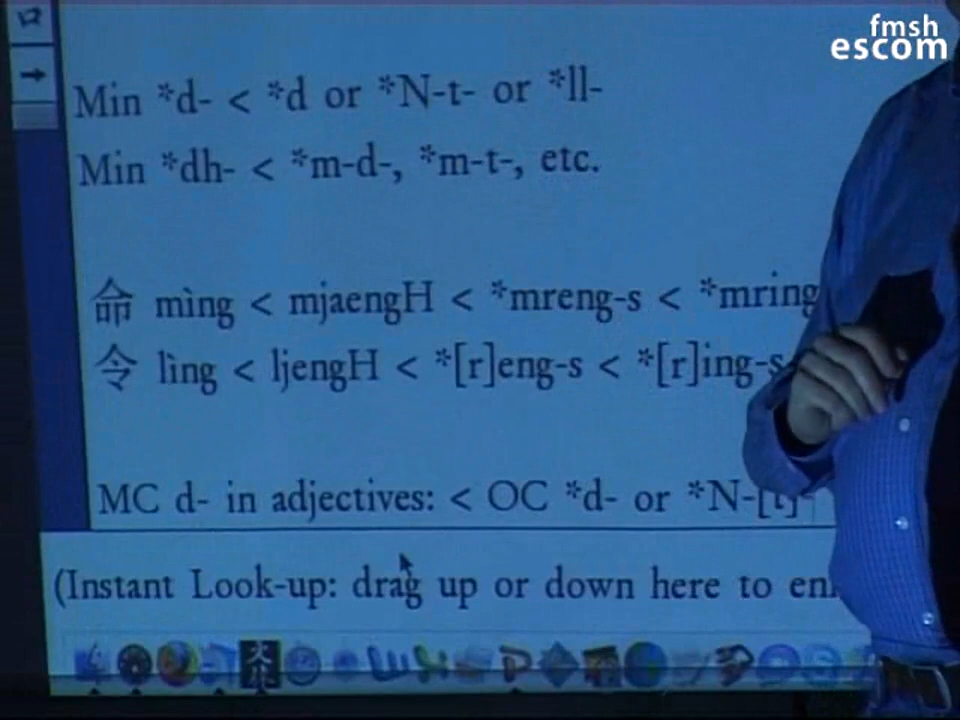 fmsh
escom
Min *d- < *d or *N-t- or *ll-
Min *dh- < *m-d-, *m-t-, etc.
命 mìng < mjaengH < *mreng-s < *mring
令 lìng < ljengH < *[r]eng-s < *[r]ing-s
MC d- in adjectives: < OC *d- or *N-[t]-
(Instant Look-up: drag up or down here to en